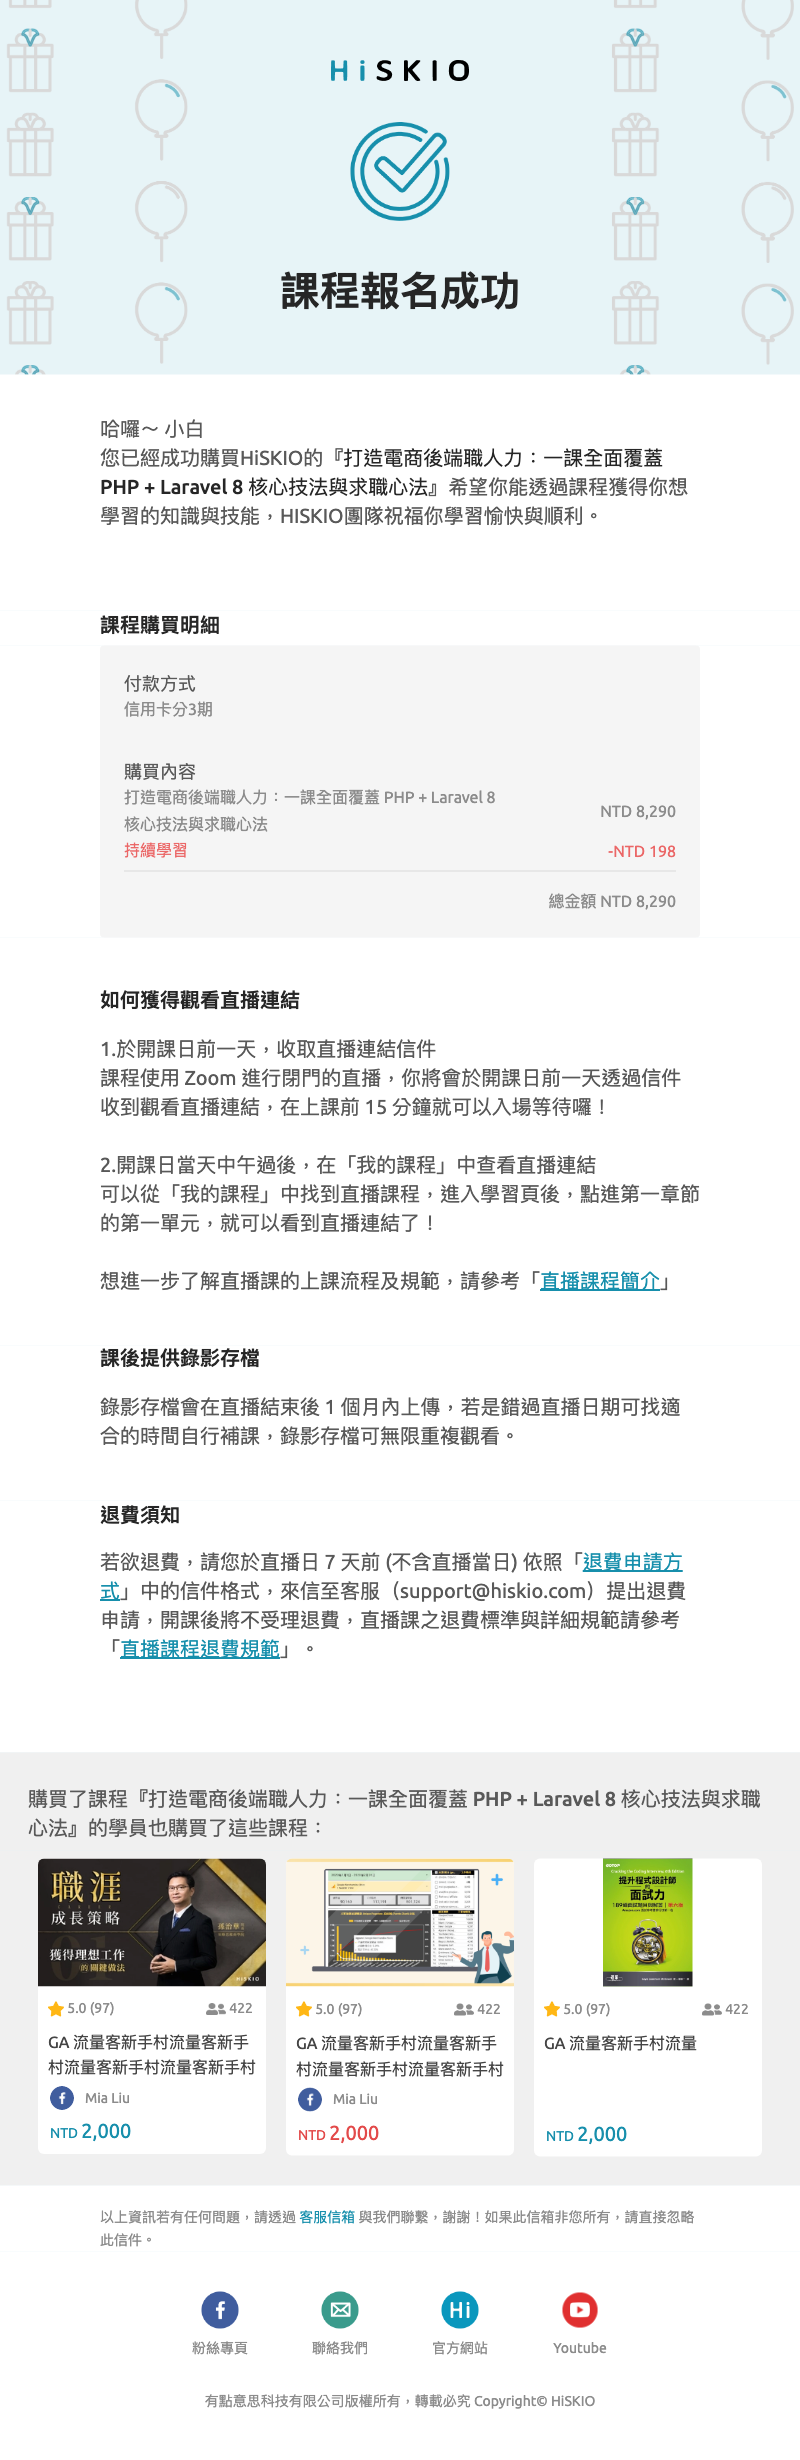 HiSKIO
課程報名成功
哈囉～ 小白
您已經成功購買HiSKIO的『打造電商後端職人力：一課全面覆蓋
PHP + Laravel 8 核心技法與求職心法』希望你能透過課程獲得你想
學習的知識與技能，HISKIO團隊祝福你學習愉快與順利。
課程購買明細
付款方式
信用卡分3期
購買內容
打造電商後端職人力：一課全面覆蓋 PHP + Laravel 8
核心技法與求職心法
NTD 8,290
持續學習
-NTD 198
總金額 NTD 8,290
如何獲得觀看直播連結
1.於開課日前一天，收取直播連結信件
課程使用 Zoom 進行閉門的直播，你將會於開課日前一天透過信件
收到觀看直播連結，在上課前 15 分鐘就可以入場等待囉！
2.開課日當天中午過後，在「我的課程」中查看直播連結
可以從「我的課程」中找到直播課程，進入學習頁後，點進第一章節
的第一單元，就可以看到直播連結了！
想進一步了解直播課的上課流程及規範，請參考「直播課程簡介」
課後提供錄影存檔
錄影存檔會在直播結束後 1 個月內上傳，若是錯過直播日期可找適
合的時間自行補課，錄影存檔可無限重複觀看。
退費須知
若欲退費，請您於直播日 7 天前 (不含直播當日) 依照「退費申請方
式」中的信件格式，來信至客服（support@hiskio.com）提出退費
申請，開課後將不受理退費，直播課之退費標準與詳細規範請參考
「直播課程退費規範」。
購買了課程『打造電商後端職人力：一課全面覆蓋 PHP + Laravel 8 核心技法與求職
心法』的學員也購買了這些課程：
職涯
成長策略
獲得理想工作
的關鍵做法
01
HiSKIO
5.0 (97)
422
GA 流量客新手村流量客新手
村流量客新手村流量客新手村
Mia Liu
NTD 2,000
5.0 (97)
422
GA 流量客新手村流量客新手
村流量客新手村流量客新手村
Mia Liu
NTD 2,000
提升程式設計師
的
面試力
5.0 (97)
422
GA 流量客新手村流量
NTD 2,000
以上資訊若有任何問題，請透過 客服信箱 與我們聯繫，謝謝！如果此信箱非您所有，請直接忽略
此信件。
Hi
粉絲專頁
聯絡我們
官方網站
Youtube
有點意思科技有限公司版權所有，轉載必究 Copyright© HiSKIO